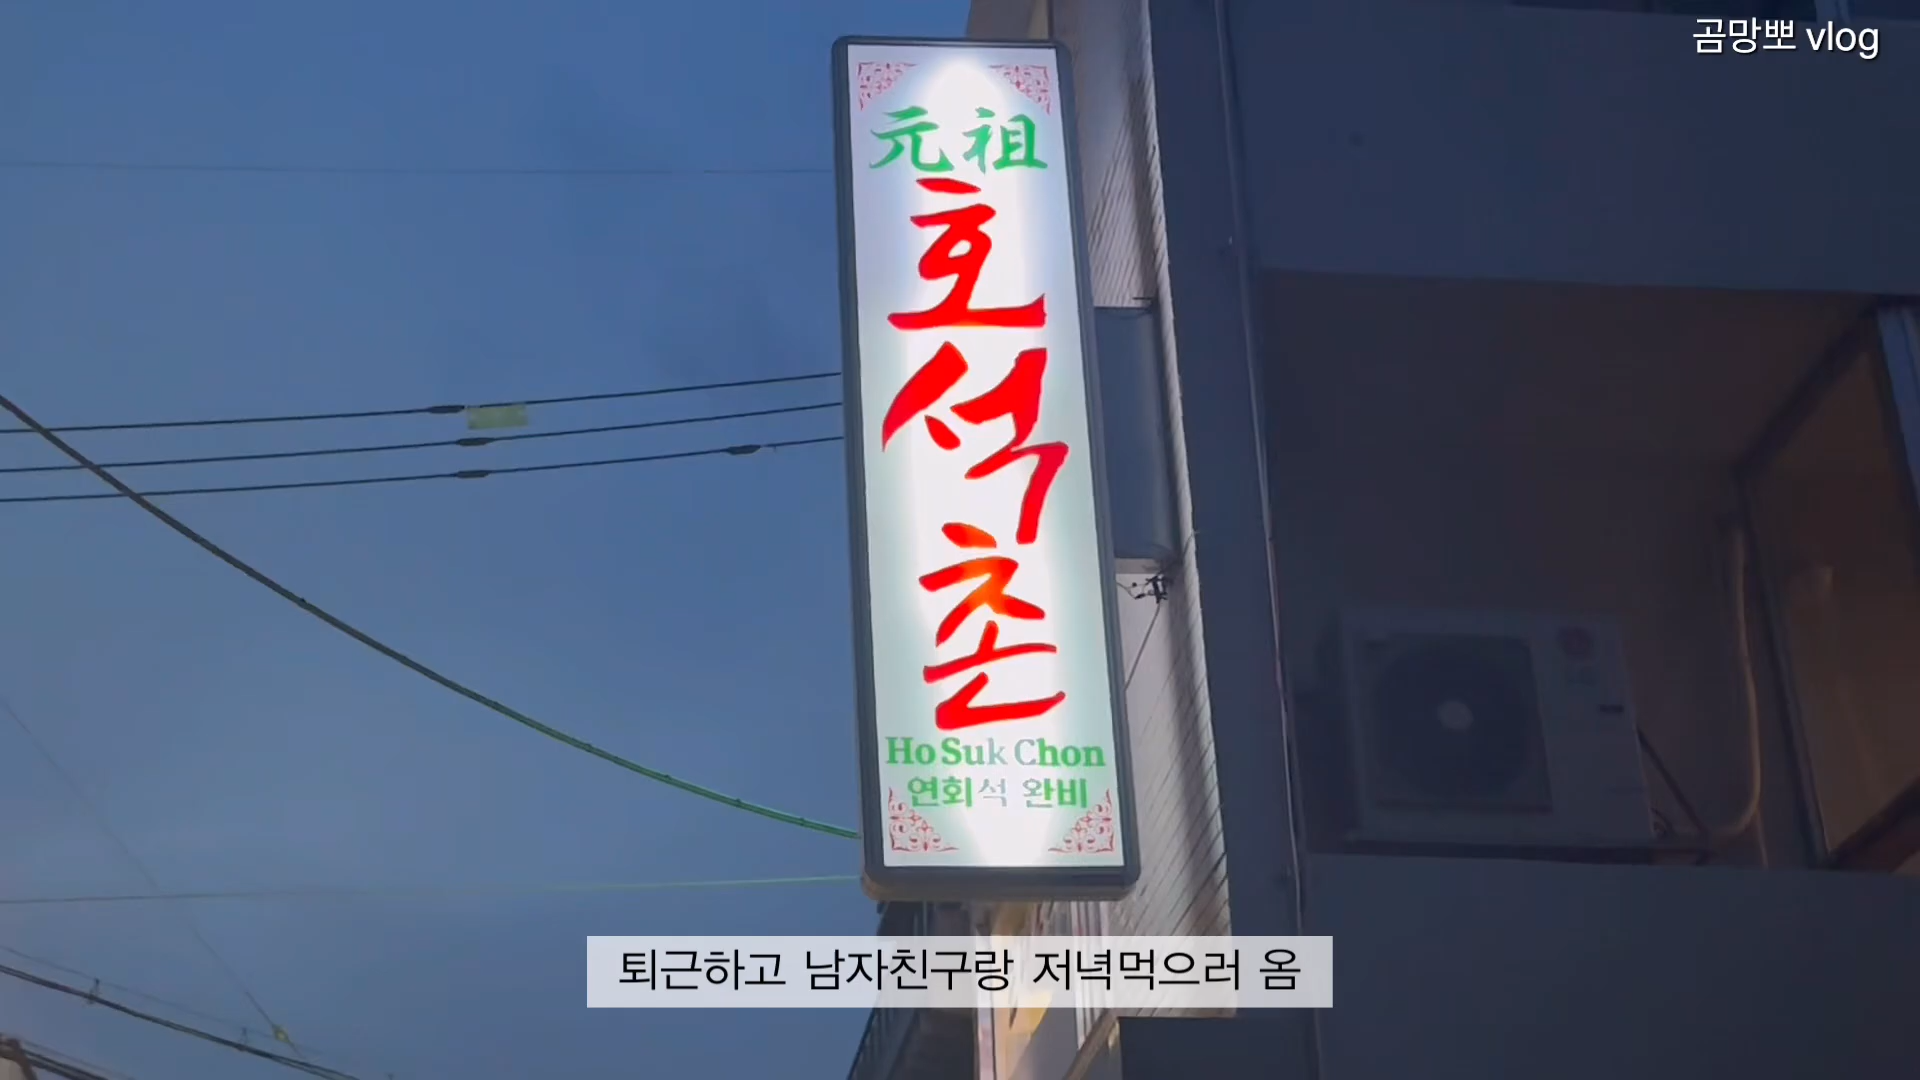 곰망뽀 vlog
元祖
호석촌
Ho Suk Chon
연회석 완비
퇴근하고 남자친구랑 저녁먹으러 옴